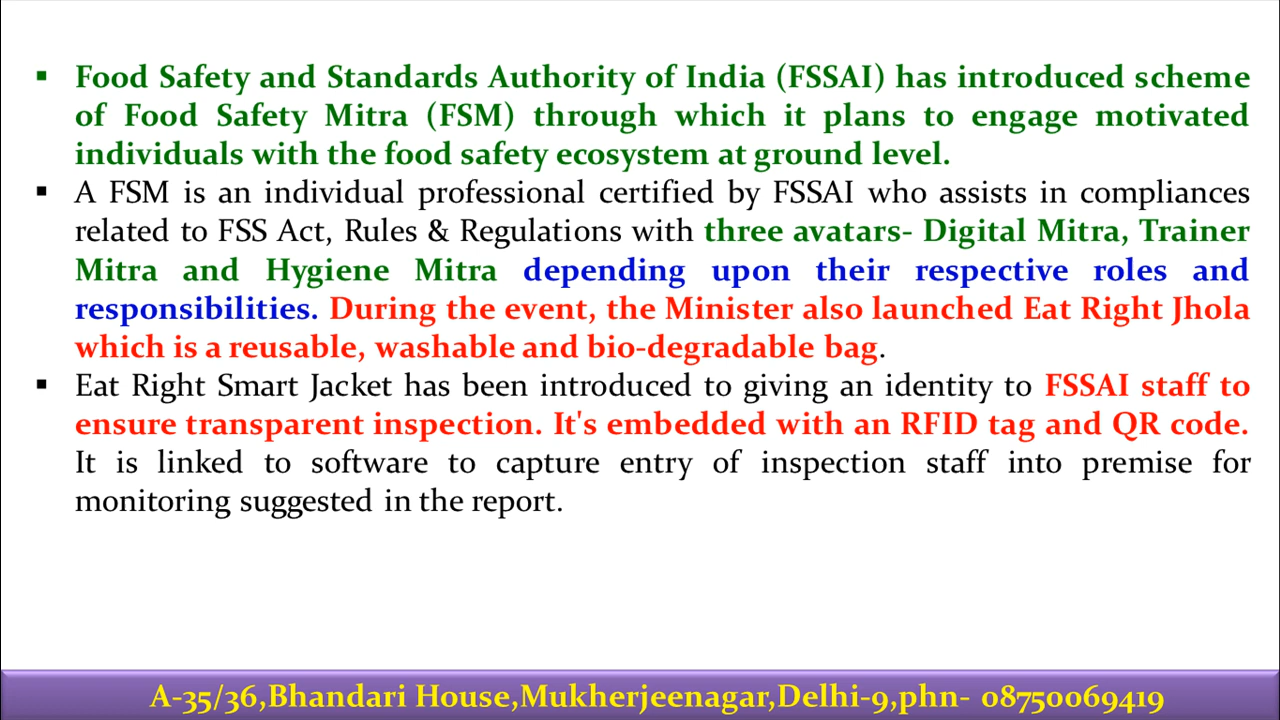 ▪ Food Safety and Standards Authority of India (FSSAI) has introduced scheme
of Food Safety Mitra (FSM) through which it plans to engage motivated
individuals with the food safety ecosystem at ground level.
▪ A FSM is an individual professional certified by FSSAI who assists in compliances
related to FSS Act, Rules & Regulations with three avatars- Digital Mitra, Trainer
Mitra and Hygiene Mitra depending upon their respective roles and
responsibilities. During the event, the Minister also launched Eat Right Jhola
which is a reusable, washable and bio-degradable bag.
▪ Eat Right Smart Jacket has been introduced to giving an identity to FSSAI staff to
ensure transparent inspection. It's embedded with an RFID tag and QR code.
It is linked to software to capture entry of inspection staff into premise for
monitoring suggested in the report.
A-35/36,Bhandari House,Mukherjeenagar,Delhi-9,phn- 08750069419